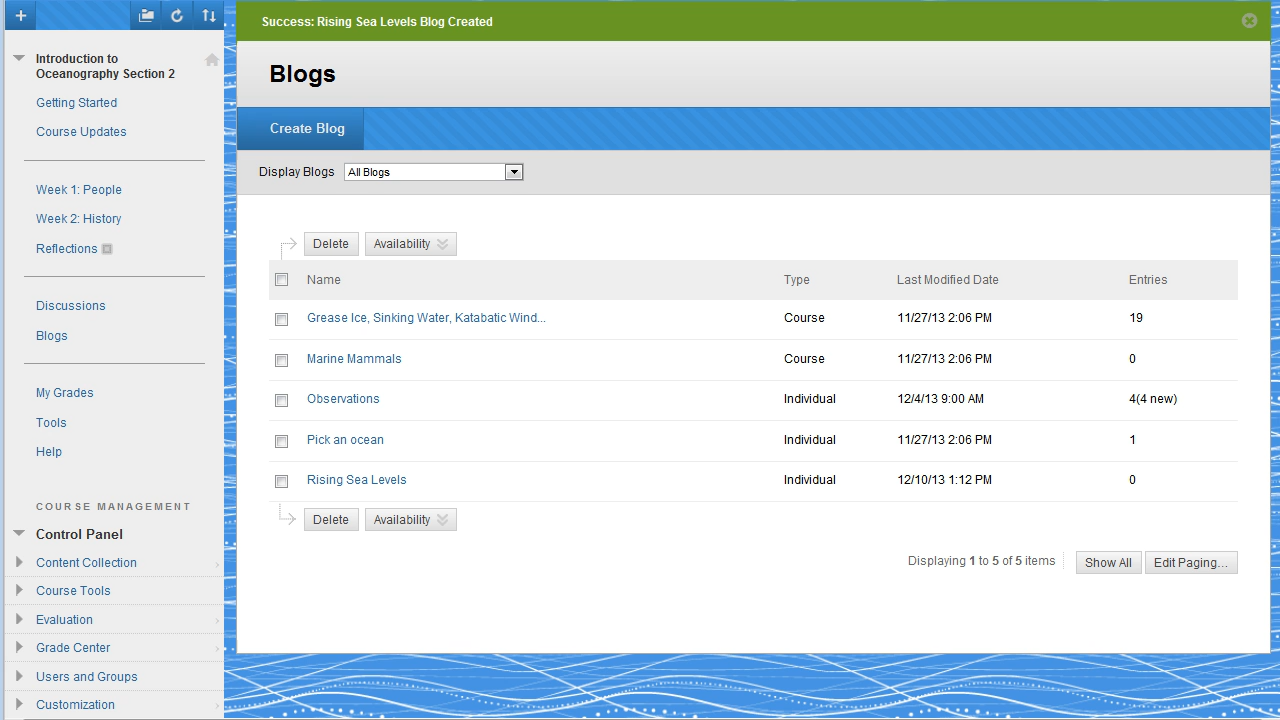 Success: Rising Sea Levels Blog Created
Introduction to
Oceanography Section 2
Getting Started
Course Updates
Week 1: People
Week 2: History
Reflections
Discussions
Blogs
My Grades
Tools
Help
COURSE MANAGEMENT
Control Panel
Content Collection
Course Tools
Evaluation
Grade Center
Users and Groups
Customization
Blogs
Create Blog
Display Blogs All Blogs
Delete Availability
Name Type Last Modified Date Entries
Grease Ice, Sinking Water, Katabatic Wind... Course 11/27/13 2:06 PM 19
Marine Mammals Course 11/27/13 2:06 PM 0
Observations Individual 12/4/13 9:00 AM 4(4 new)
Pick an ocean Individual 11/27/13 2:06 PM 1
Rising Sea Levels Individual 12/10/13 1:12 PM 0
Delete Availability
Displaying 1 to 5 of 5 items Show All Edit Paging...